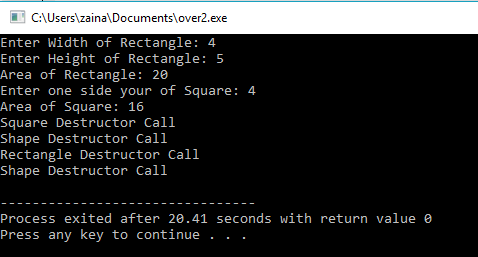 C:\Users\zaina\Documents\over2.exe
Enter Width of Rectangle: 4
Enter Height of Rectangle: 5
Area of Rectangle: 20
Enter one side your of Square: 4
Area of Square: 16
Square Destructor Call
Shape Destructor Call
Rectangle Destructor Call
Shape Destructor Call
--------------------------------
Process exited after 20.41 seconds with return value 0
Press any key to continue . . .